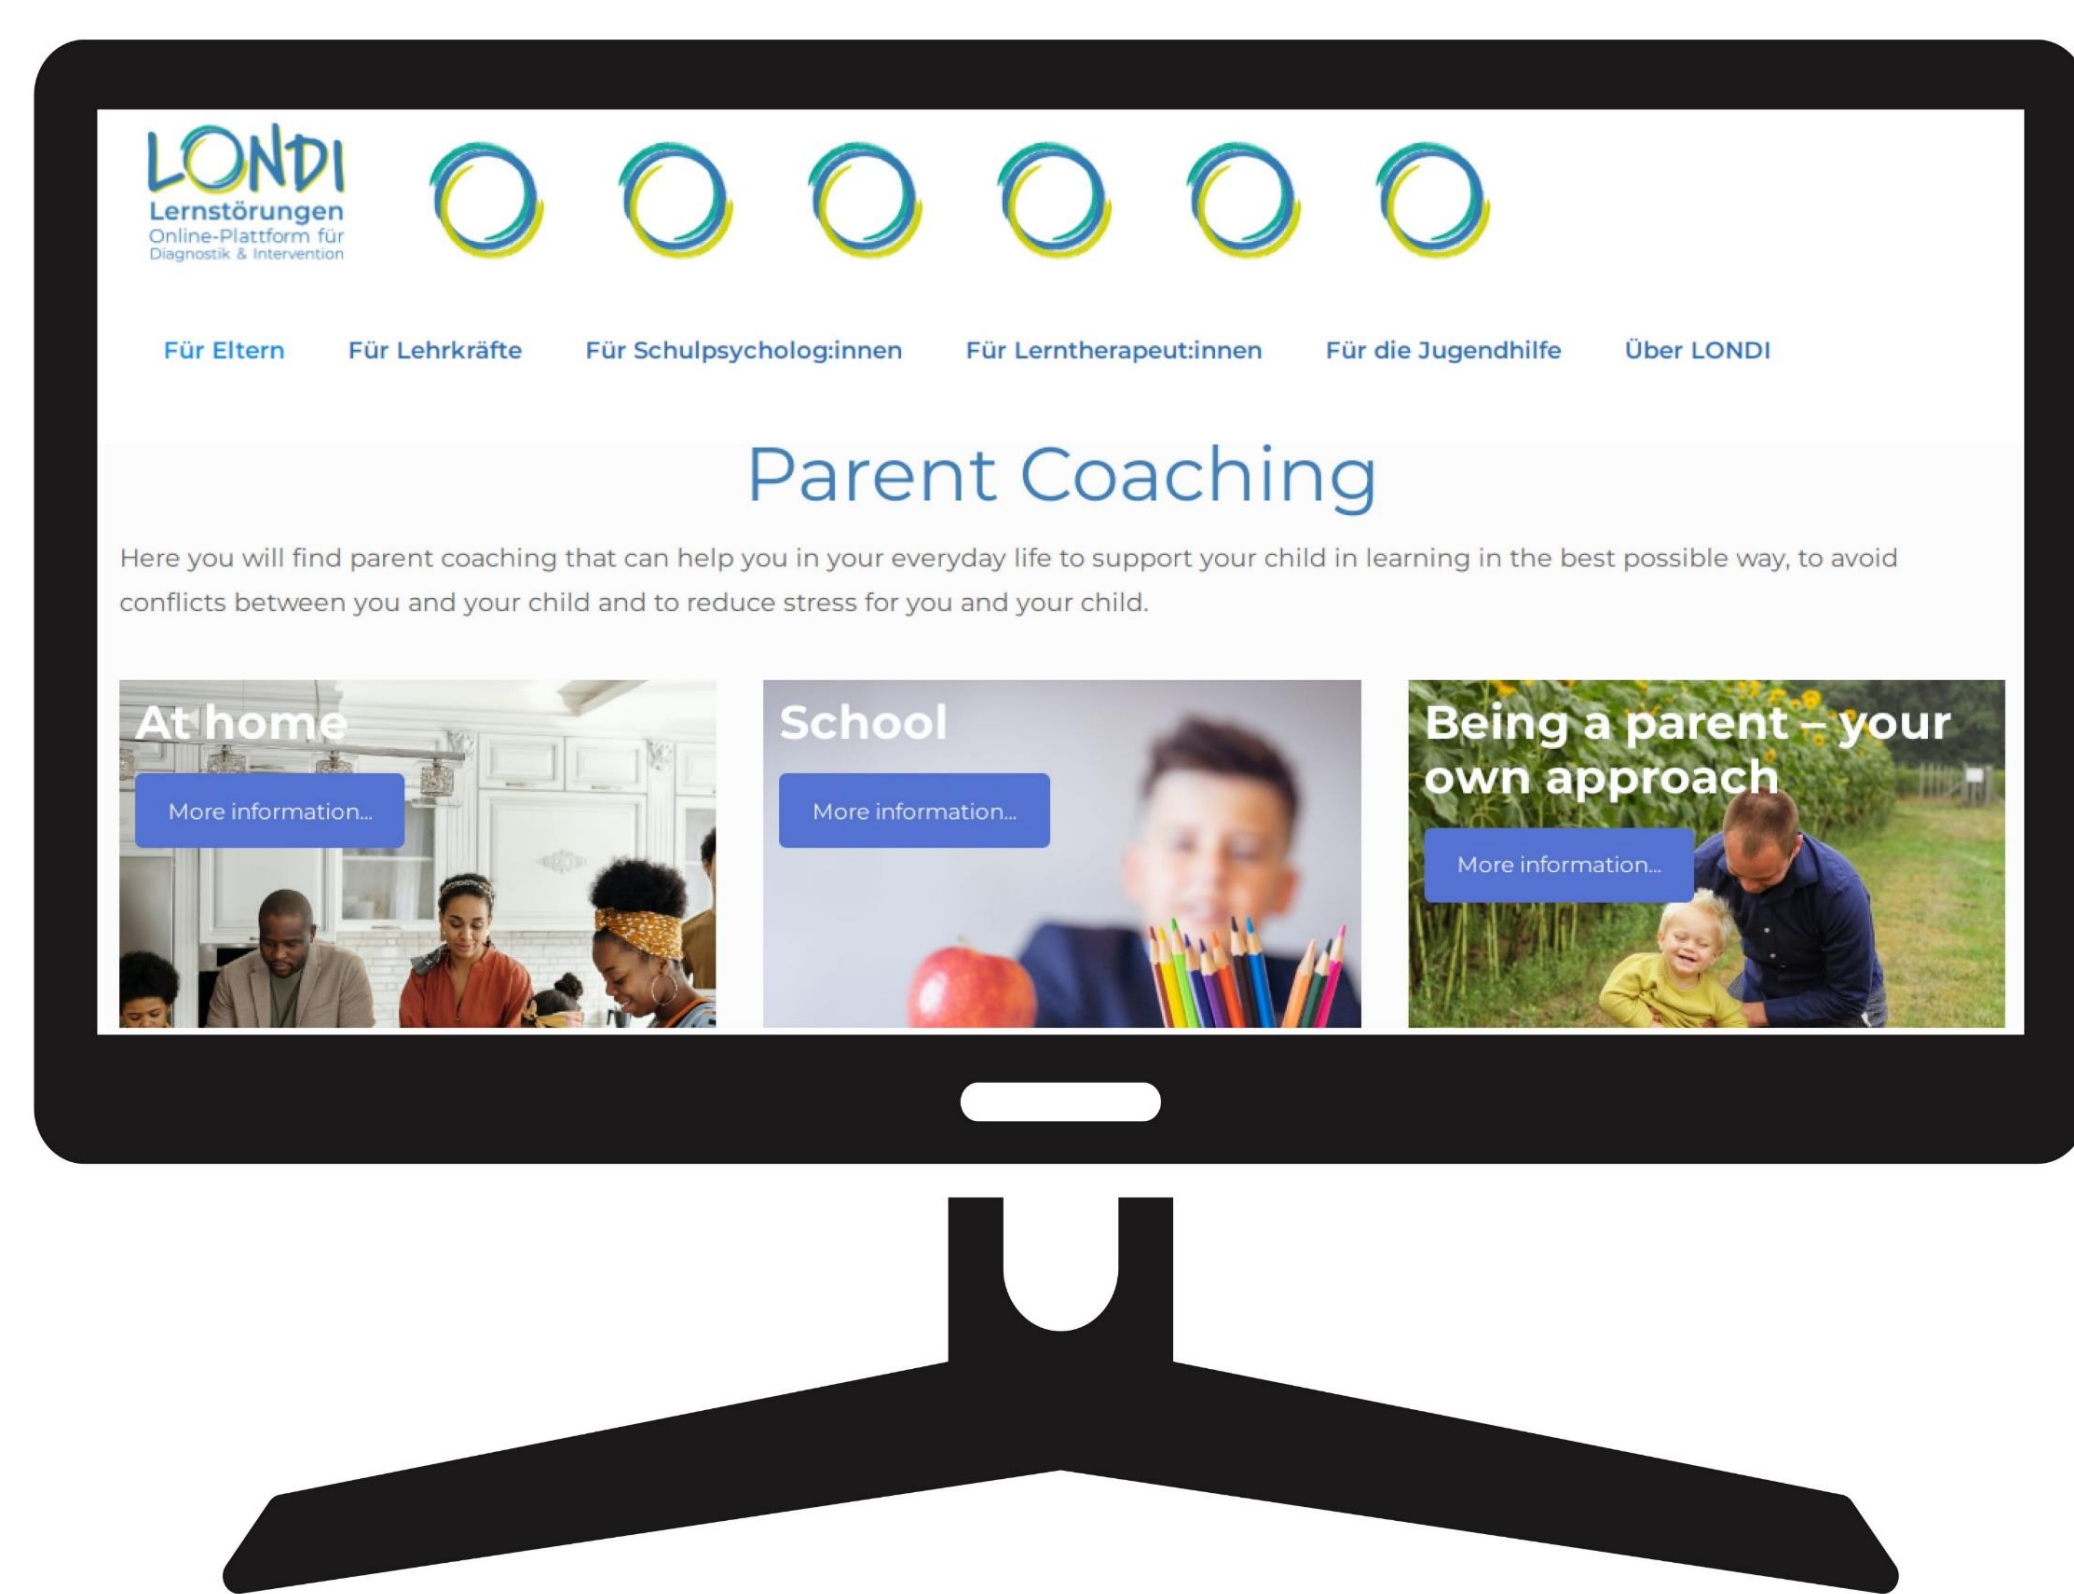 LONDI
Lernstörungen
Online-Plattform für
Diagnostik & Intervention
Für Eltern Für Lehrkräfte Für Schulpsycholog:innen Für Lerntherapeut:innen Für die Jugendhilfe Über LONDI
Parent Coaching
Here you will find parent coaching that can help you in your everyday life to support your child in learning in the best possible way, to avoid
conflicts between you and your child and to reduce stress for you and your child.
At home
More information...
School
More information...
Being a parent – your
own approach
More information...